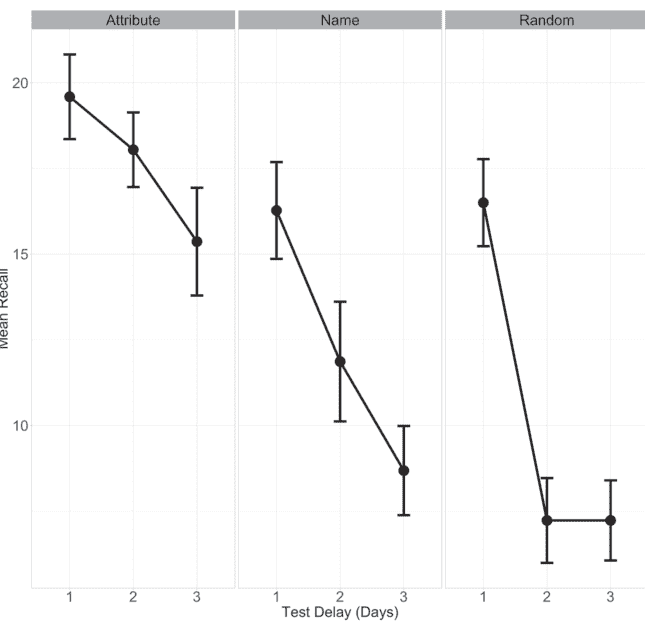 Attribute Name Random
20
15
10
Mean Recall
1 2 3 1 2 3 1 2 3
Test Delay (Days)